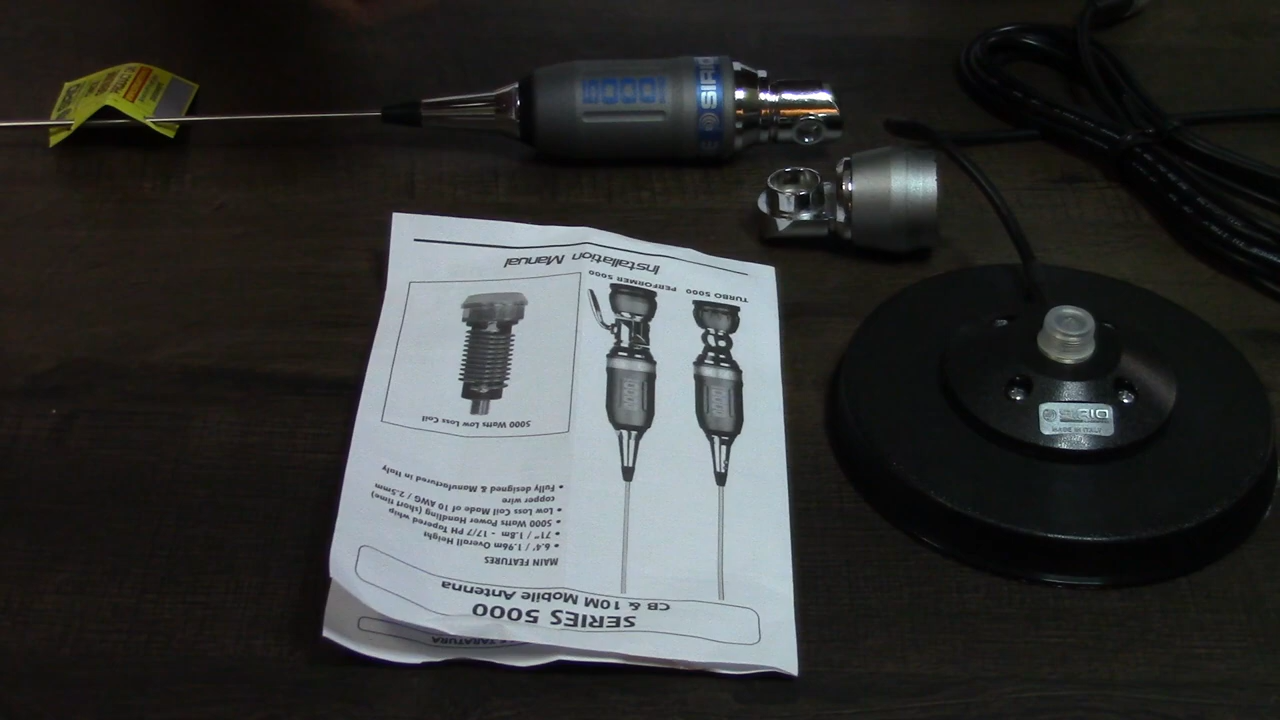 5000
SIRIO
SIRIO
MADE IN ITALY
SERIES 5000
CB & 10M Mobile Antenna
MAIN FEATURES
• 6.4' / 1.96m Overall Height
• 71" / 1.8m - 17/7 PH Tapered whip
• 5000 Watts Power Handling (short time)
• Low Loss Coil Made of 10 AWG / 2.5mm
copper wire
• Fully designed & Manufactured in Italy
5000 Watts Low Loss Coil
TURBO 5000
PERFORMER 5000
Installation Manual